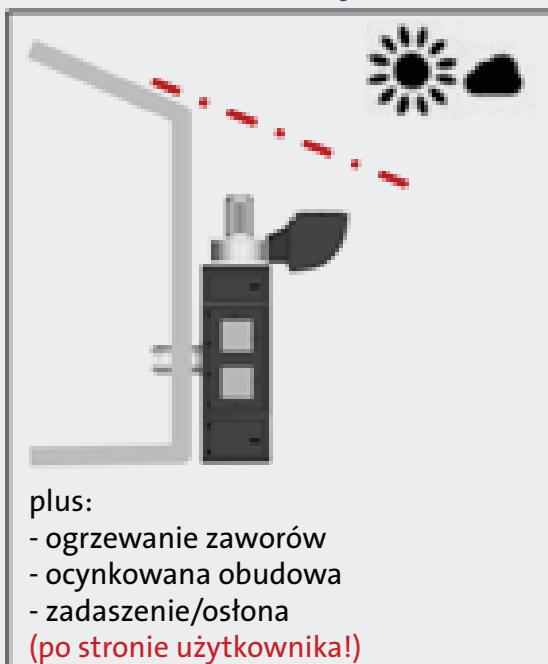 plus:
- ogrzewanie zaworów
- ocynkowana obudowa
- zadaszenie/osłona
(po stronie użytkownika!)